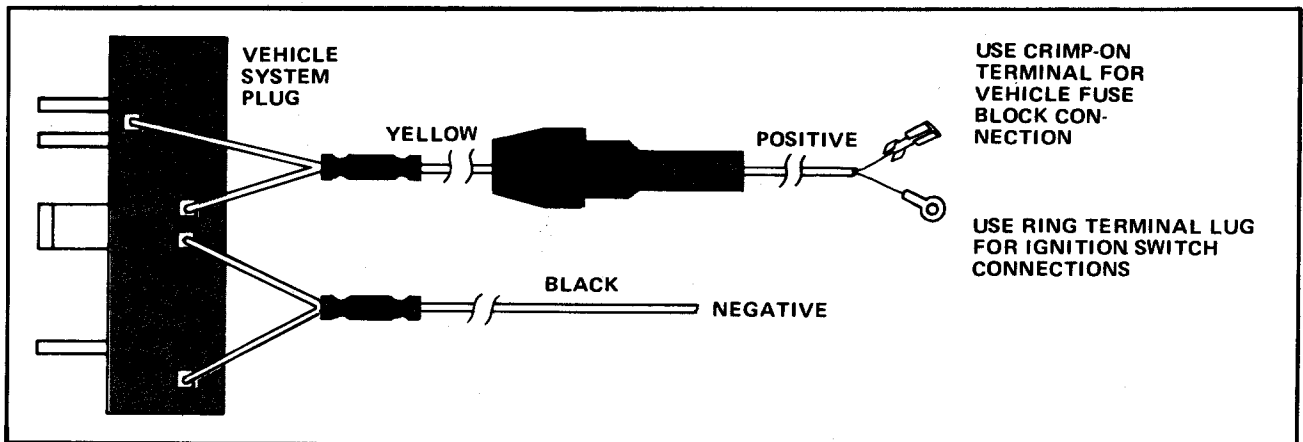 VEHICLE
SYSTEM
PLUG
YELLOW
POSITIVE
USE CRIMP-ON
TERMINAL FOR
VEHICLE FUSE
BLOCK CON-
NECTION
USE RING TERMINAL LUG
FOR IGNITION SWITCH
CONNECTIONS
BLACK
NEGATIVE